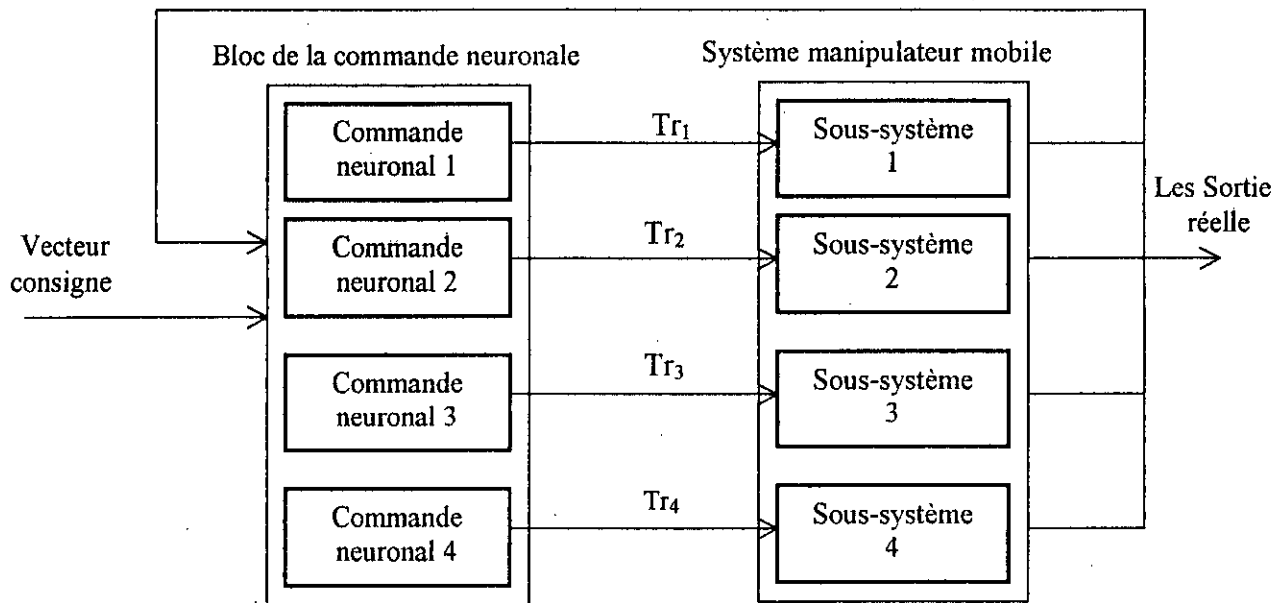 Bloc de la commande neuronale
Système manipulateur mobile
Commande
neuronal 1
Tr1
Sous-système
1
Commande
neuronal 2
Tr2
Sous-système
2
Commande
neuronal 3
Tr3
Sous-système
3
Commande
neuronal 4
Tr4
Sous-système
4
Vecteur
consigne
Les Sortie
réelle